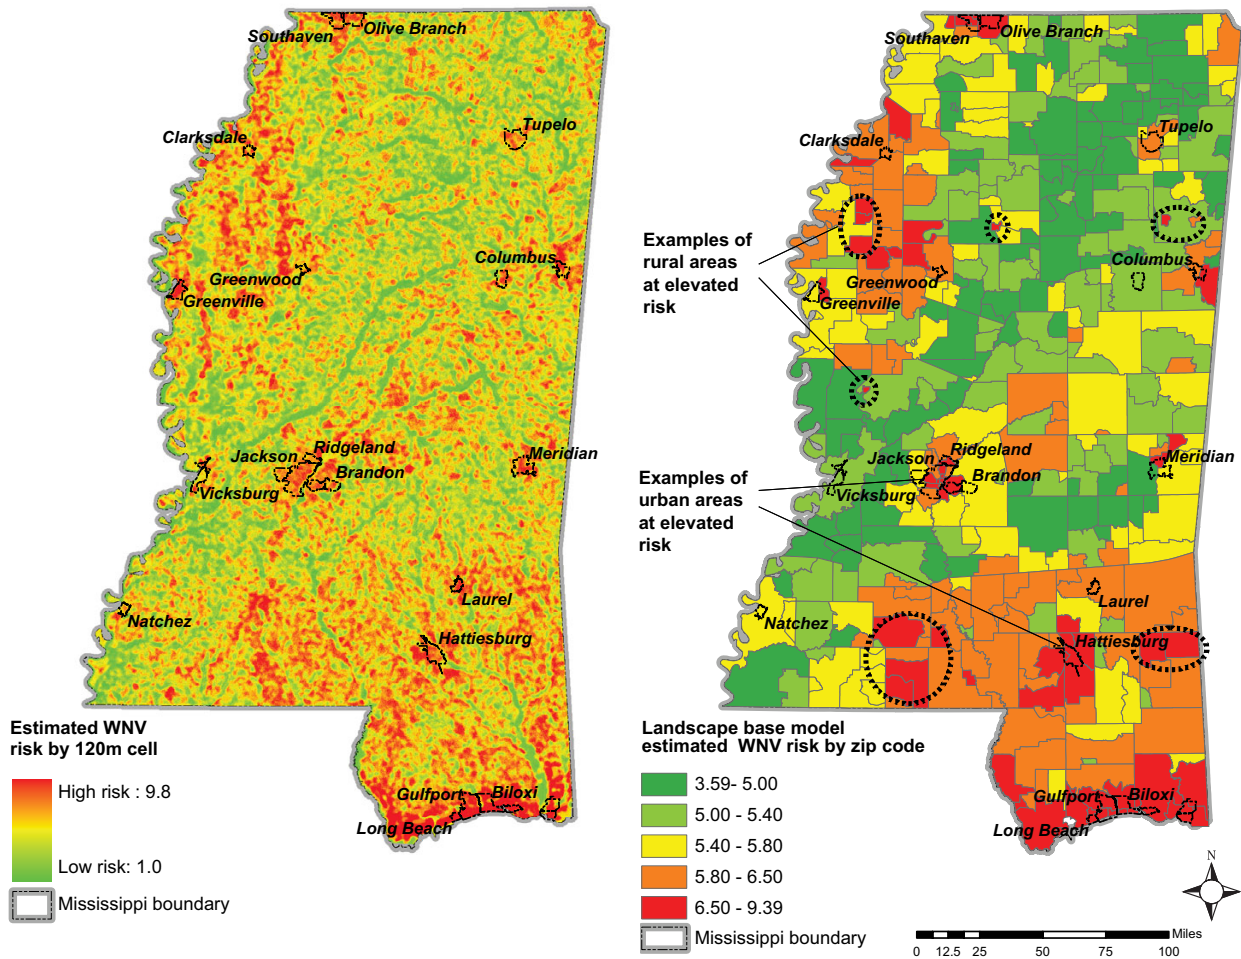 Southaven
Olive Branch
Clarksdale
Tupelo
Columbus
Greenwood
Greenville
Ridgeland
Jackson
Brandon
Meridian
Vicksburg
Laurel
Natchez
Hattiesburg
Gulfport
Biloxi
Long Beach
Estimated WNV
risk by 120m cell
High risk : 9.8
Low risk: 1.0
Mississippi boundary
Southaven
Olive Branch
Clarksdale
Tupelo
Examples of
rural areas
at elevated
risk
Columbus
Greenwood
Greenville
Ridgeland
Jackson
Brandon
Meridian
Vicksburg
Examples of
urban areas
at elevated
risk
Laurel
Natchez
Hattiesburg
Gulfport
Biloxi
Long Beach
Landscape base model
estimated WNV risk by zip code
3.59- 5.00
5.00 - 5.40
5.40 - 5.80
5.80 - 6.50
6.50 - 9.39
Mississippi boundary
N
Miles
0 12.5 25 50 75 100